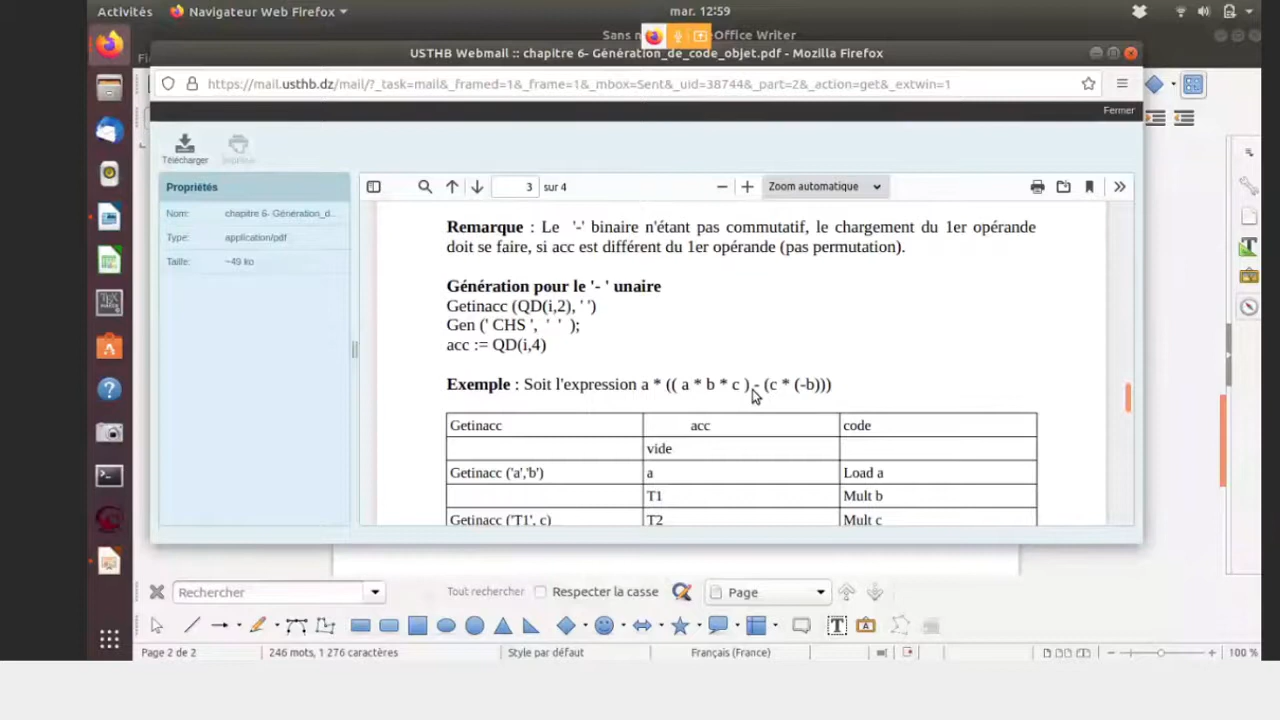 Activités
Navigateur Web Firefox
mar. 12:59
Sans n
eOffice Writer
USTHB Webmail :: chapitre 6- Génération_de_code_objet.pdf - Mozilla Firefox
https://mail.usthb.dz/mail/?_task=mail&_framed=1&_frame=1&_mbox=Sent&_uid=38744&_part=2&_action=get&_extwin=1
Fermer
Télécharger
Propriétés
3 sur 4
Zoom automatique
Nom: chapitre 6- Génération_d...
Type: application/pdf
Taille: ~49 ko
Remarque : Le '-' binaire n'étant pas commutatif, le chargement du 1er opérande
doit se faire, si acc est différent du 1er opérande (pas permutation).
Génération pour le '- ' unaire
Getinacc (QD(i,2), ' ')
Gen (' CHS ', ' ' );
acc := QD(i,4)
Exemple : Soit l'expression a * (( a * b * c ) - (c * (-b)))
Getinacc acc code
vide
Getinacc ('a','b') a Load a
T1 Mult b
Getinacc ('T1', c) T2 Mult c
Rechercher
Tout rechercher
Respecter la casse
Page
Page 2 de 2
246 mots, 1 276 caractères
Style par défaut
Français (France)
100 %